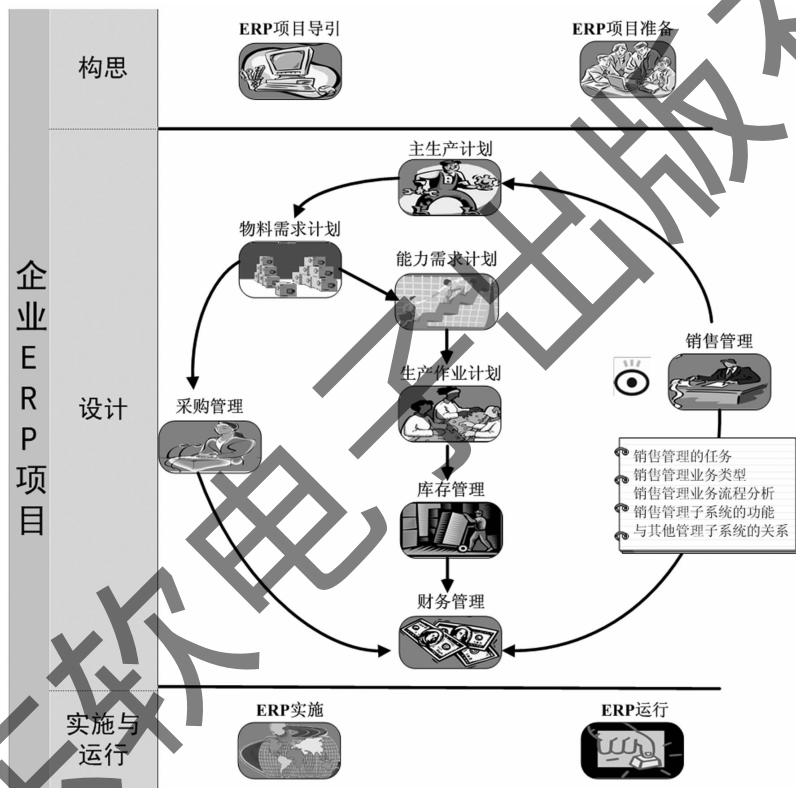 企业ERP项目
构思
ERP项目导引
ERP项目准备
设计
主生产计划
物料需求计划
能力需求计划
销售管理
生产作业计划
采购管理
销售管理的任务
销售管理业务类型
销售管理业务流程分析
销售管理子系统的功能
与其他管理子系统的关系
库存管理
财务管理
实施与
运行
ERP实施
ERP运行
软电子出版